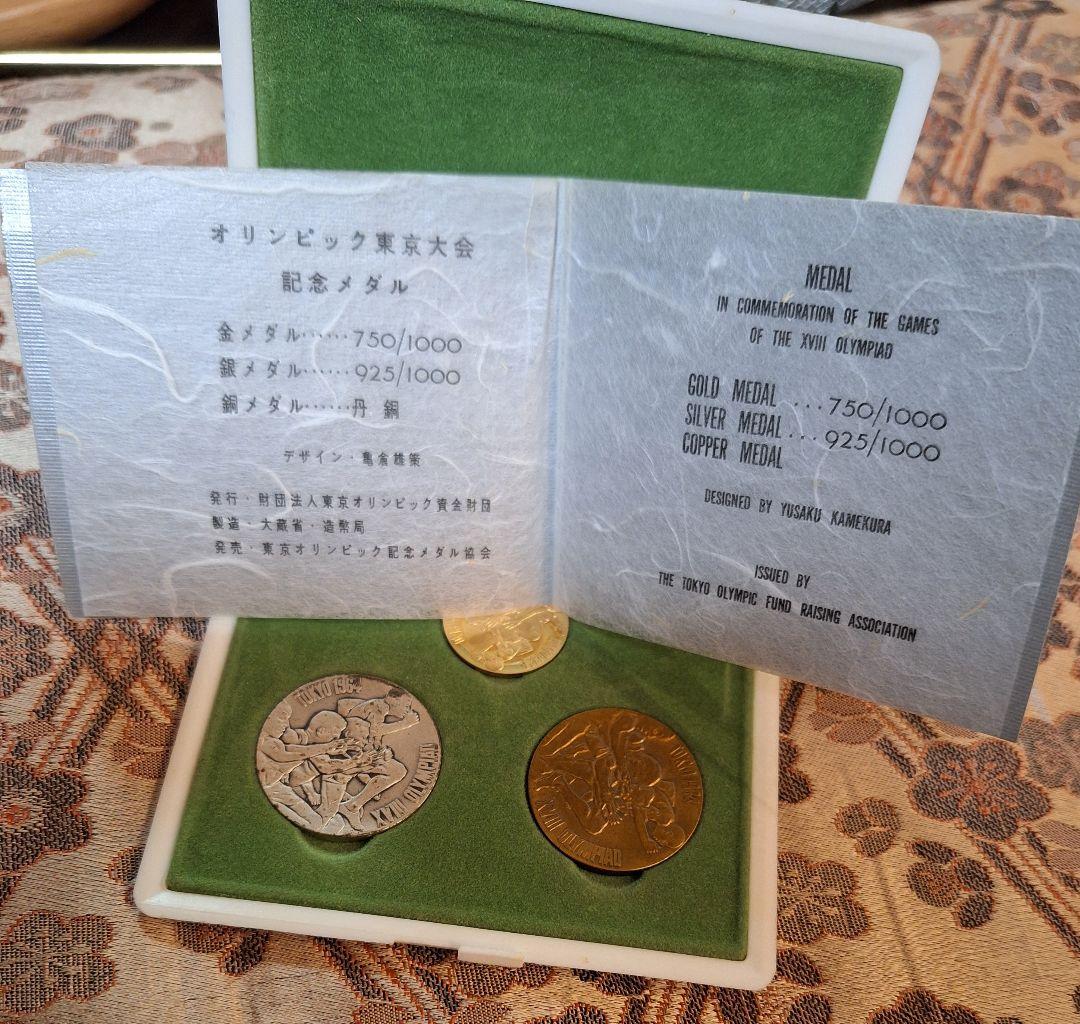 オリンピック東京大会
記念メダル
金メダル……750/1000
銀メダル……925/1000
銅メダル……丹 銅
デザイン・亀倉雄策
発行・財団法人東京オリンピック資金財団
製造・大蔵省・造幣局
発売・東京オリンピック記念メダル協会
MEDAL
IN COMMEMORATION OF THE GAMES
OF THE XVIII OLYMPIAD
GOLD MEDAL ...750/1000
SILVER MEDAL...925/1000
COPPER MEDAL
DESIGNED BY YUSAKU KAMEKURA
ISSUED BY
THE TOKYO OLYMPIC FUND RAISING ASSOCIATION
TOKYO 1964
XVIII OLYMPIAD
TOKYO 1964
XVIII OLYMPIAD